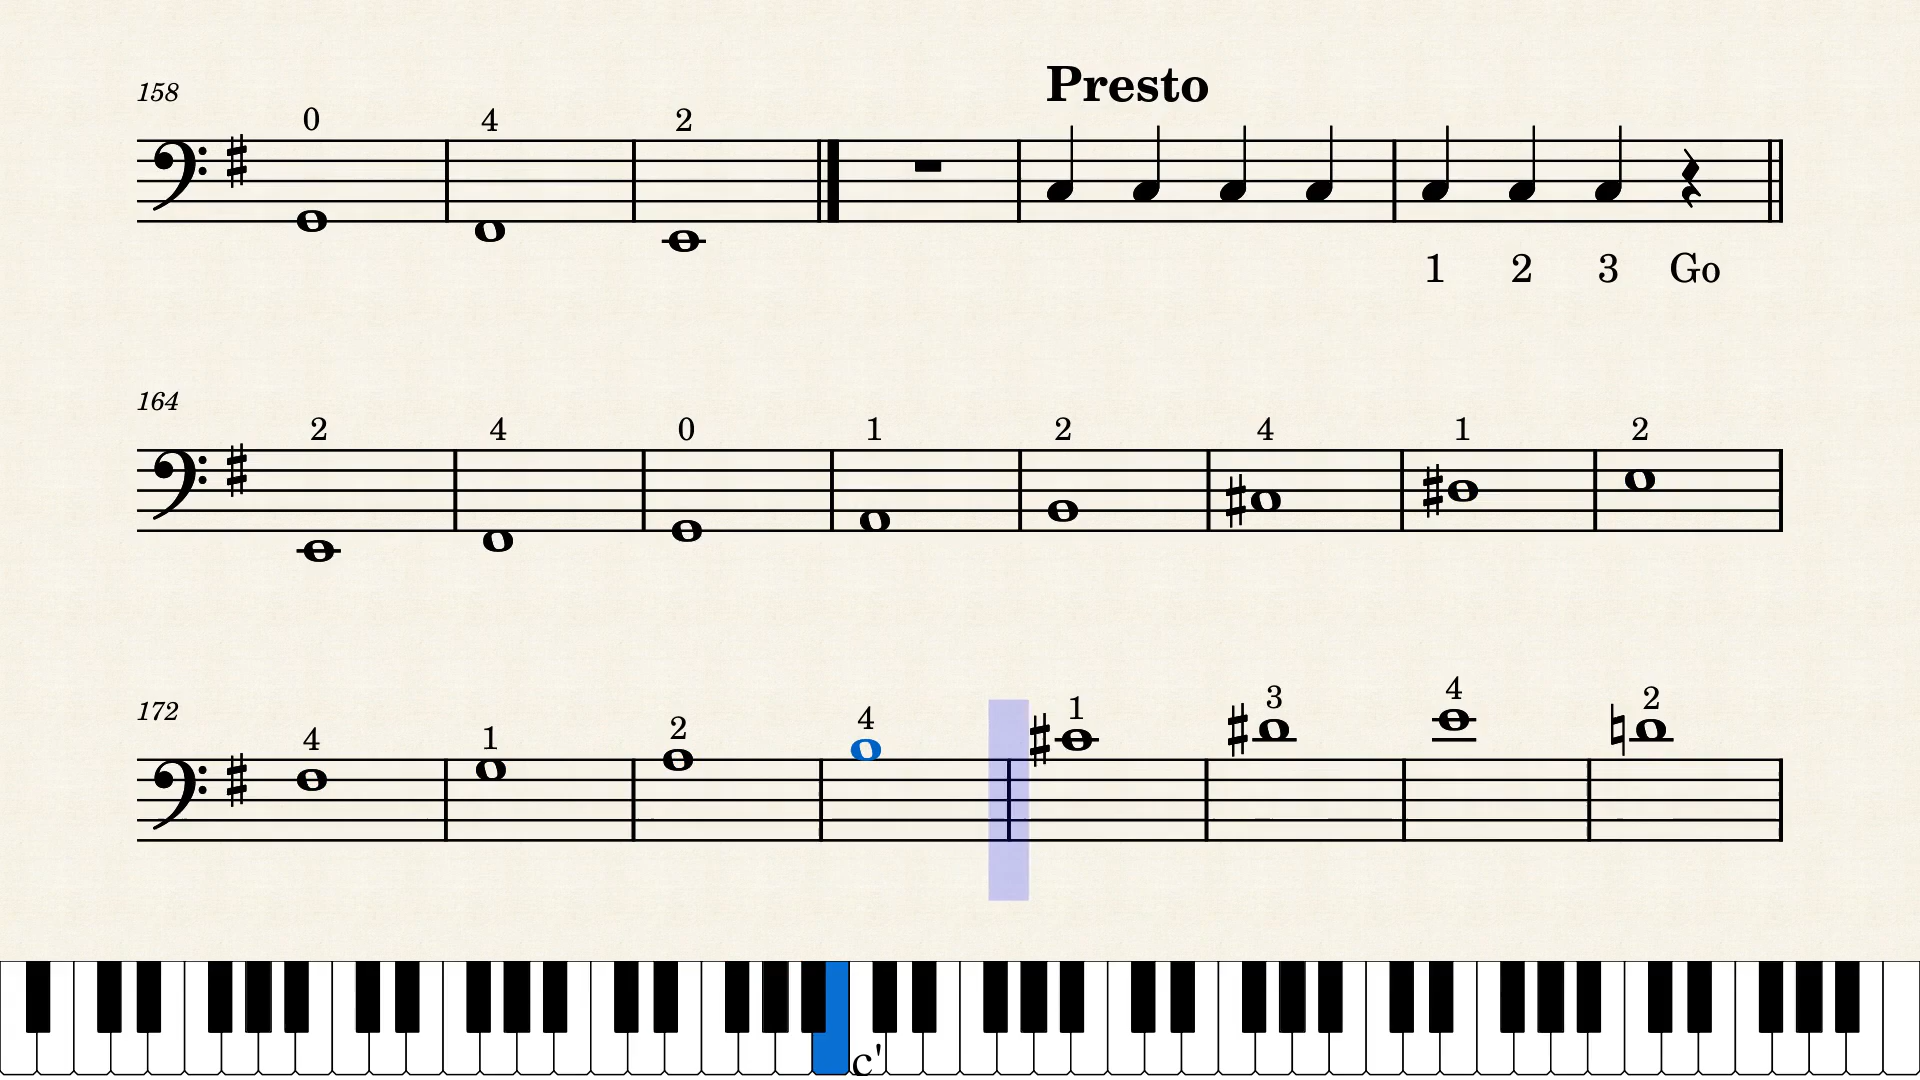 Presto
158
0 4 2
1 2 3 Go
164
2 4 0 1 2 4 1 2
172
4 1 2 4 1 3 4 2
c'